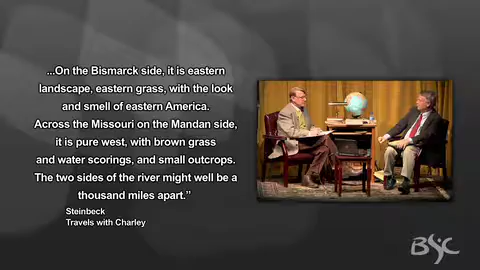 ...On the Bismarck side, it is eastern
landscape, eastern grass, with the look
and smell of eastern America.
Across the Missouri on the Mandan side,
it is pure west, with brown grass
and water scorings, and small outcrops.
The two sides of the river might well be a
thousand miles apart.”
Steinbeck
Travels with Charley
BSC